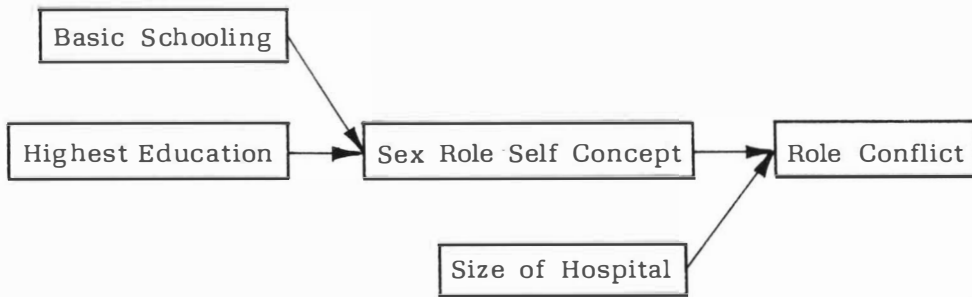 Basic Schooling
Highest Education
Sex Role Self Concept
Role Conflict
Size of Hospital